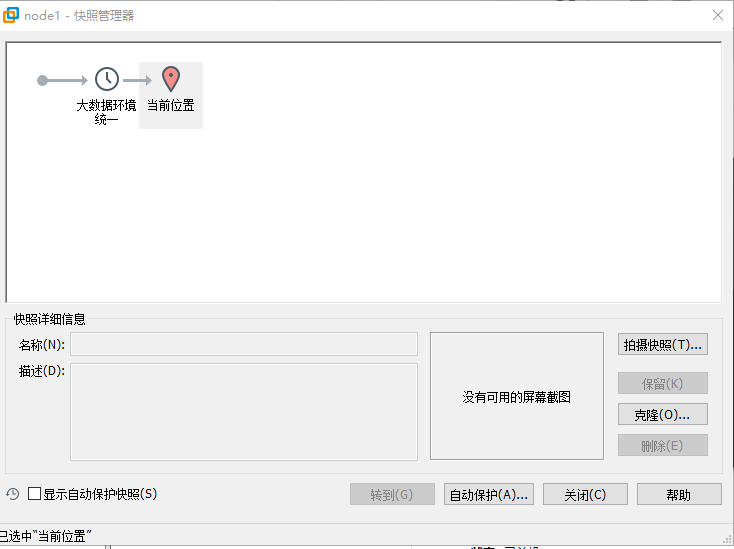 node1 - 快照管理器
大数据环境
统一
当前位置
快照详细信息
名称(N):
描述(D):
没有可用的屏幕截图
拍摄快照(T)...
保留(K)
克隆(O)...
删除(E)
显示自动保护快照(S)
转到(G)
自动保护(A)...
关闭(C)
帮助
已选中“当前位置”